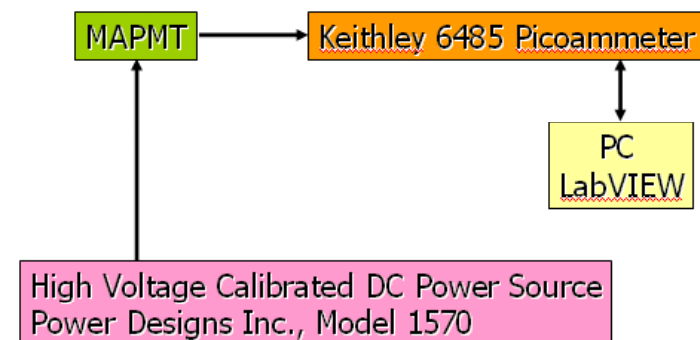 MAPMT
Keithley 6485 Picoammeter
PC
LabVIEW
High Voltage Calibrated DC Power Source
Power Designs Inc., Model 1570